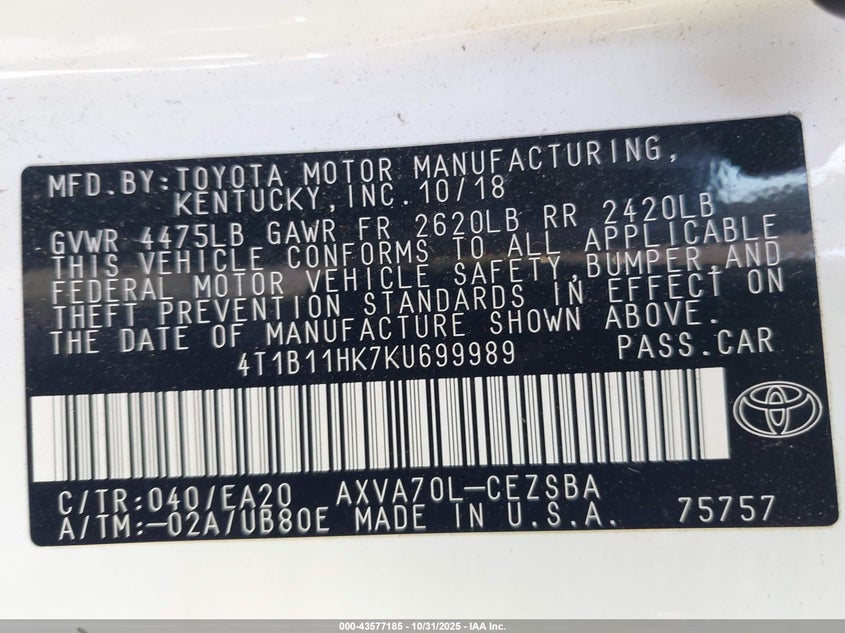 MFD.BY:TOYOTA MOTOR MANUFACTURING,
KENTUCKY,INC.10/18
GVWR 4475LB GAWR FR 2620LB RR 2420LB
THIS VEHICLE CONFORMS TO ALL APPLICABLE
FEDERAL MOTOR VEHICLE SAFETY,BUMPER,AND
THEFT PREVENTION STANDARDS IN EFFECT ON
THE DATE OF MANUFACTURE SHOWN ABOVE.
4T1B11HK7KU699989 PASS.CAR
C/TR:040/EA20 AXVA70L-CEZSBA
A/TM:-02A/UB80E MADE IN U.S.A. 75757
000-43577185 | 10/31/2025 - IAA Inc.